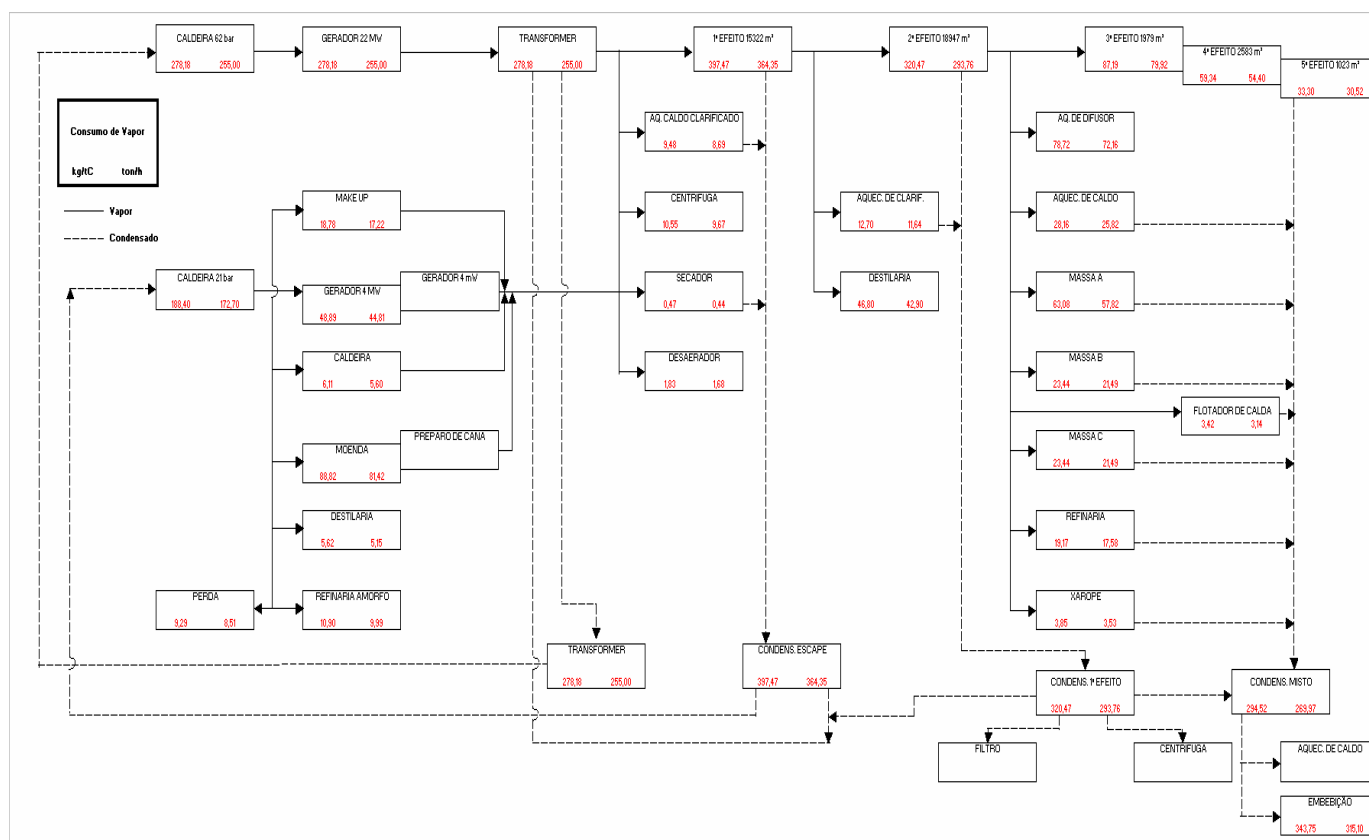 CALDEIRA 62 bar
278,18 255,00
GERADOR 22 MW
278,18 255,00
TRANSFORMER
278,18 255,00
1º EFEITO 15322 m²
397,47 364,35
2º EFEITO 18947 m²
320,47 293,76
3º EFEITO 1979 m²
87,19 79,92
4º EFEITO 2583 m²
59,34 54,40
5º EFEITO 1023 m²
33,30 30,52
Consumo de Vapor
kg/tC ton/h
Vapor
Condensado
AQ. CALDO CLARIFICADO
9,48 8,69
AQ. DE DIFUSOR
78,72 72,16
MAKE UP
18,78 17,22
CENTRIFUGA
10,55 9,67
AQUEC. DE CLARIF.
12,70 11,64
AQUEC. DE CALDO
28,16 25,82
CALDEIRA 21 bar
188,40 172,70
GERADOR 4 MW
48,89 44,81
GERADOR 4 mW
SECADOR
0,47 0,44
DESTILARIA
46,80 42,90
MASSA A
63,08 57,82
CALDEIRA
6,11 5,60
DESAERADOR
1,83 1,68
MASSA B
23,44 21,49
FLOTADOR DE CALDA
3,42 3,14
MOENDA
88,82 81,42
PREPARO DE CANA
MASSA C
23,44 21,49
DESTILARIA
5,62 5,15
REFINARIA
19,17 17,58
PERDA
9,29 8,51
REFINARIA AMORFO
10,90 9,99
XAROPE
3,85 3,53
TRANSFORMER
278,18 255,00
CONDENS. ESCAPE
397,47 364,35
CONDENS. 1º EFEITO
320,47 293,76
CONDENS. MISTO
294,52 269,97
FILTRO
CENTRIFUGA
AQUEC. DE CALDO
EMBEBIÇÃO
343,75 315,10